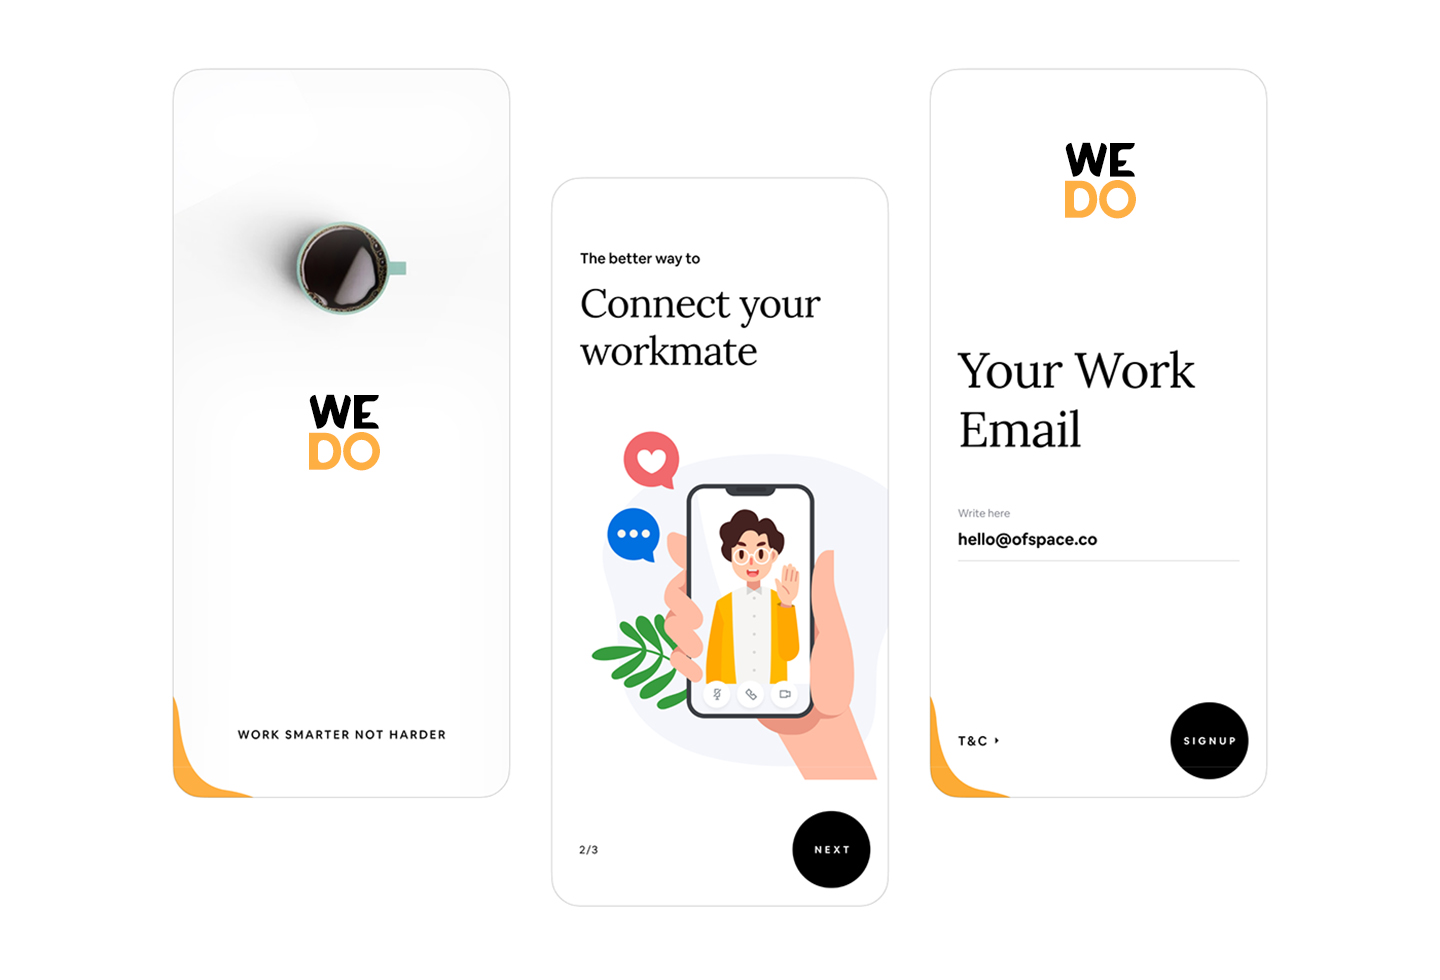 WE
DO
WORK SMARTER NOT HARDER
The better way to
Connect your
workmate
2/3
NEXT
WE
DO
Your Work
Email
Write here
hello@ofspace.co
T&C
SIGNUP